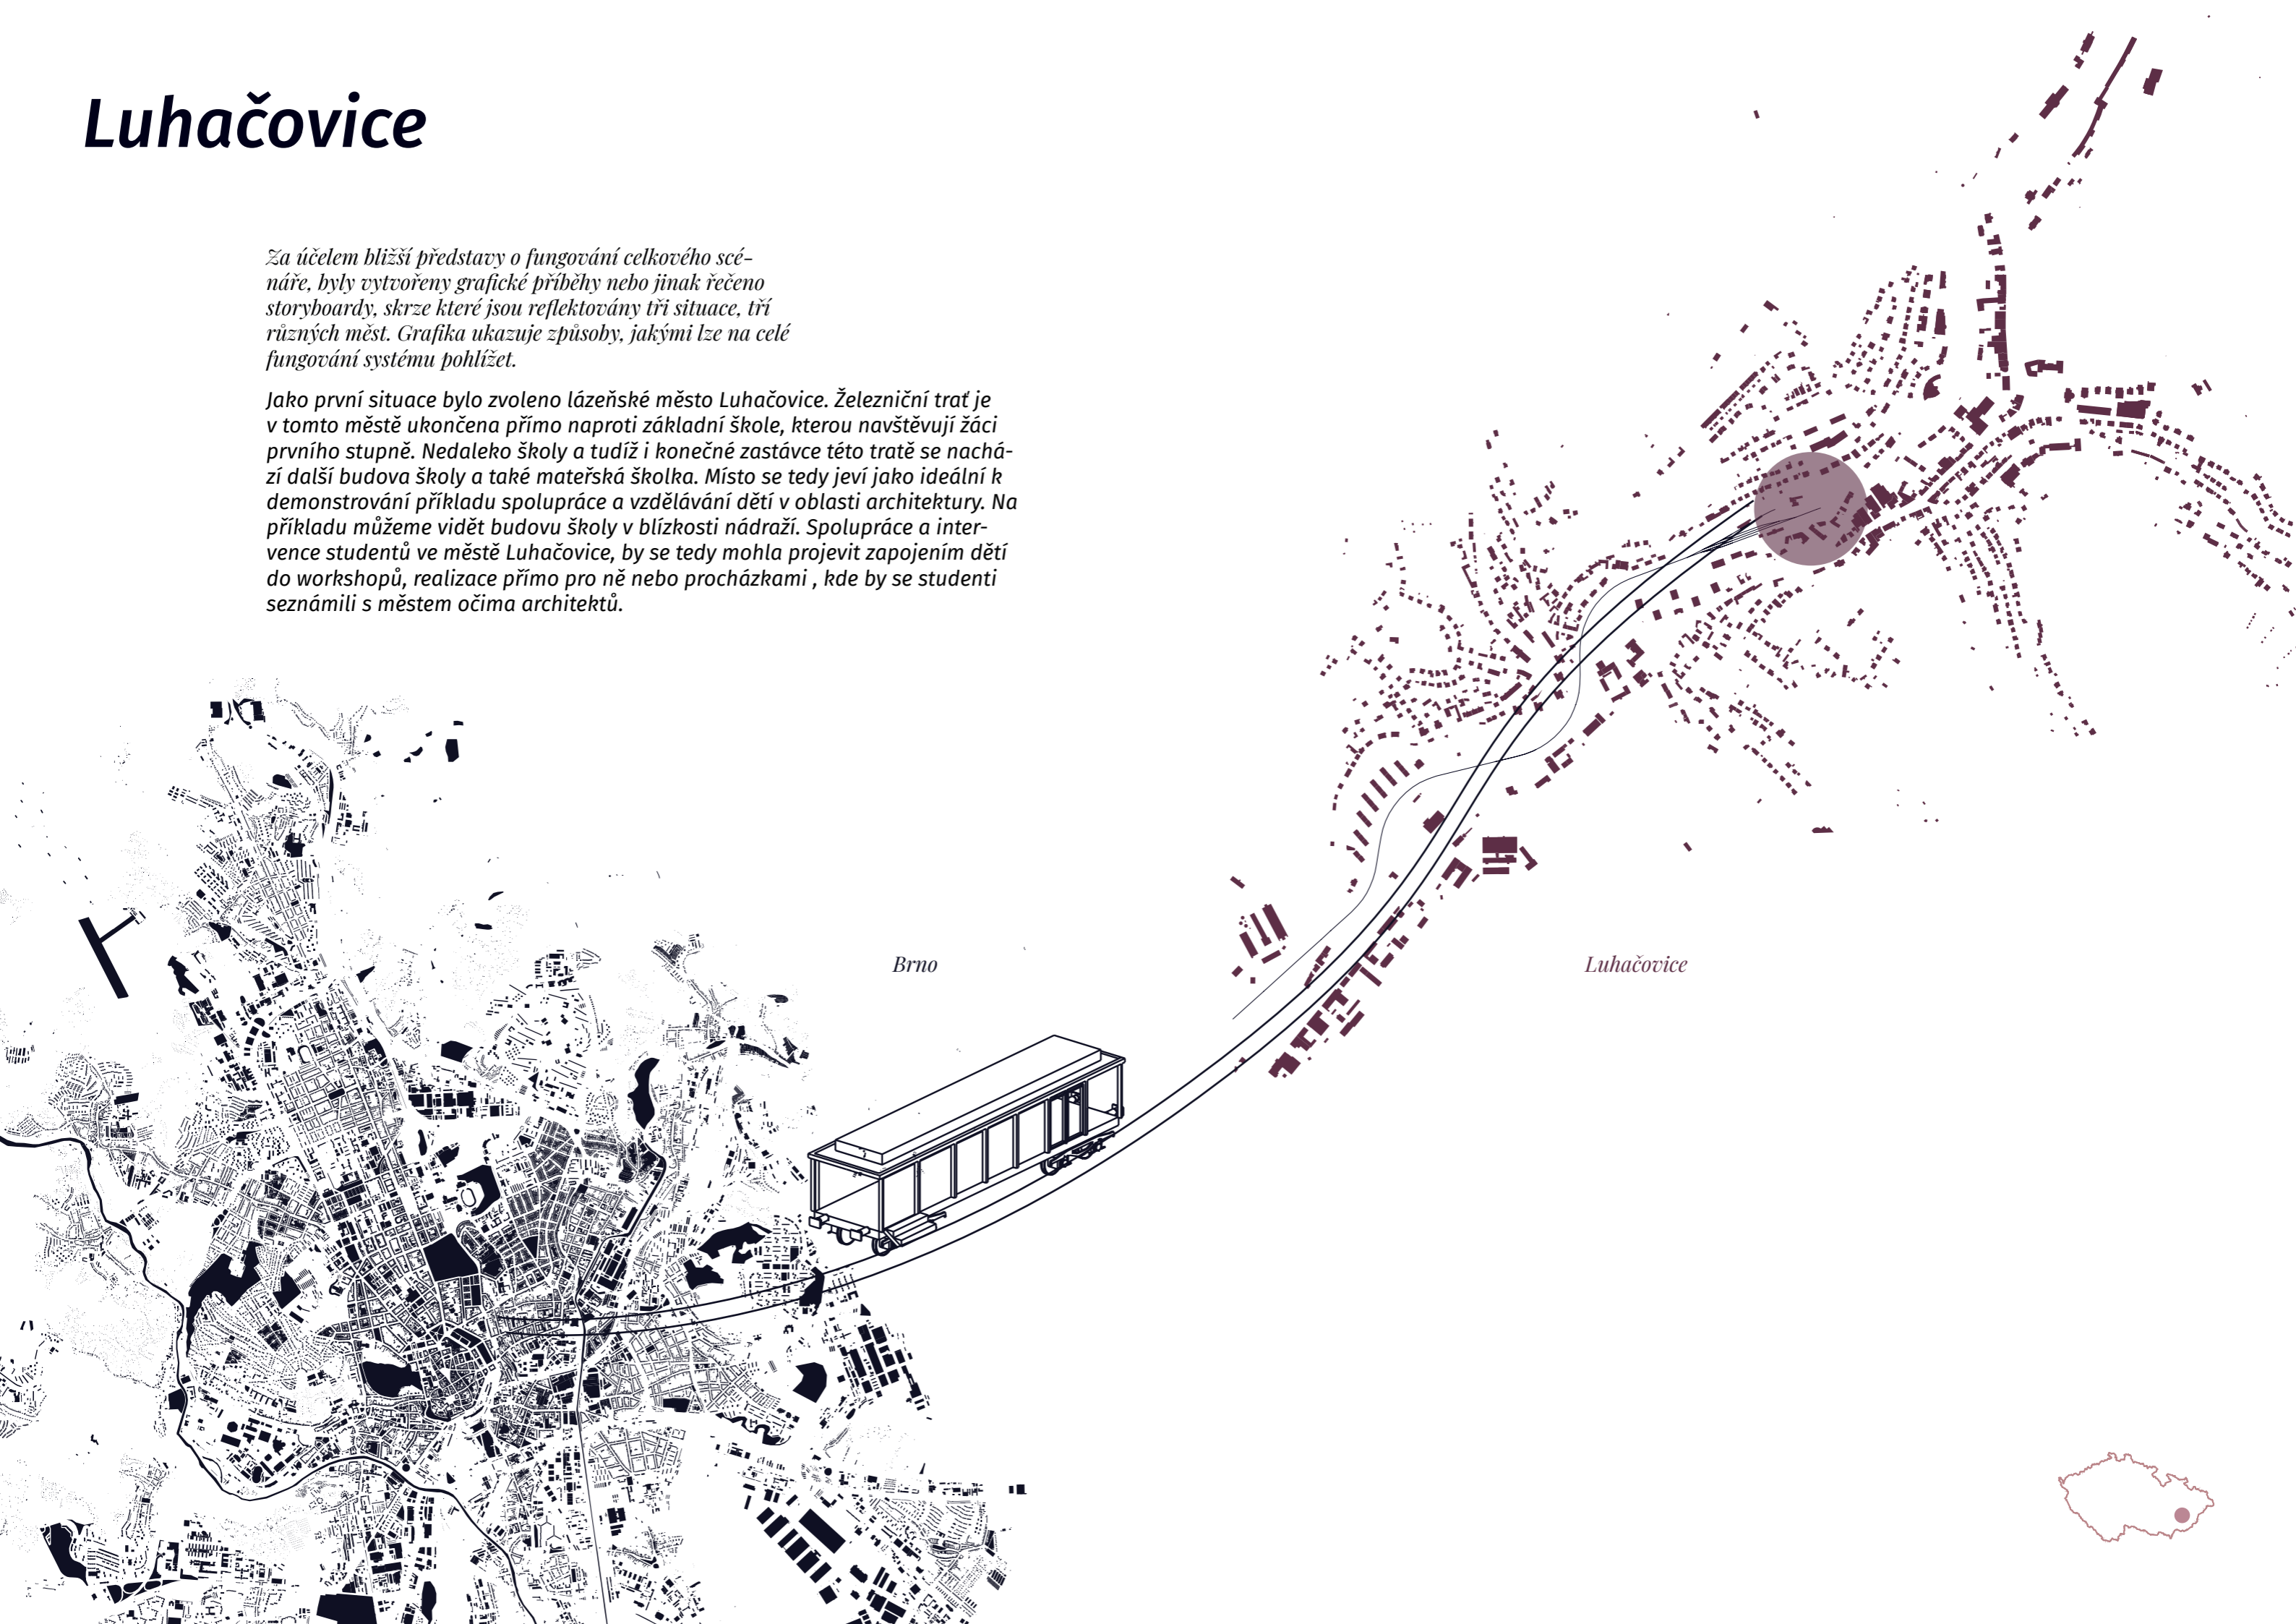 Luhačovice
Za účelem bližší představy o fungování celkového scé-
náře, byly vytvořeny grafické příběhy nebo jinak řečeno
storyboardy, skrze které jsou reflektovány tři situace, tří
různých měst. Grafika ukazuje způsoby, jakými lze na celé
fungování systému pohlížet.
Jako první situace bylo zvoleno lázeňské město Luhačovice. Železniční trať je
v tomto městě ukončena přímo naproti základní škole, kterou navštěvují žáci
prvního stupně. Nedaleko školy a tudíž i konečné zastávce této tratě se nachá-
zí další budova školy a také mateřská školka. Místo se tedy jeví jako ideální k
demonstrování příkladu spolupráce a vzdělávání dětí v oblasti architektury. Na
příkladu můžeme vidět budovu školy v blízkosti nádraží. Spolupráce a inter-
vence studentů ve městě Luhačovice, by se tedy mohla projevit zapojením dětí
do workshopů, realizace přímo pro ně nebo procházkami , kde by se studenti
seznámili s městem očima architektů.
Brno
Luhačovice